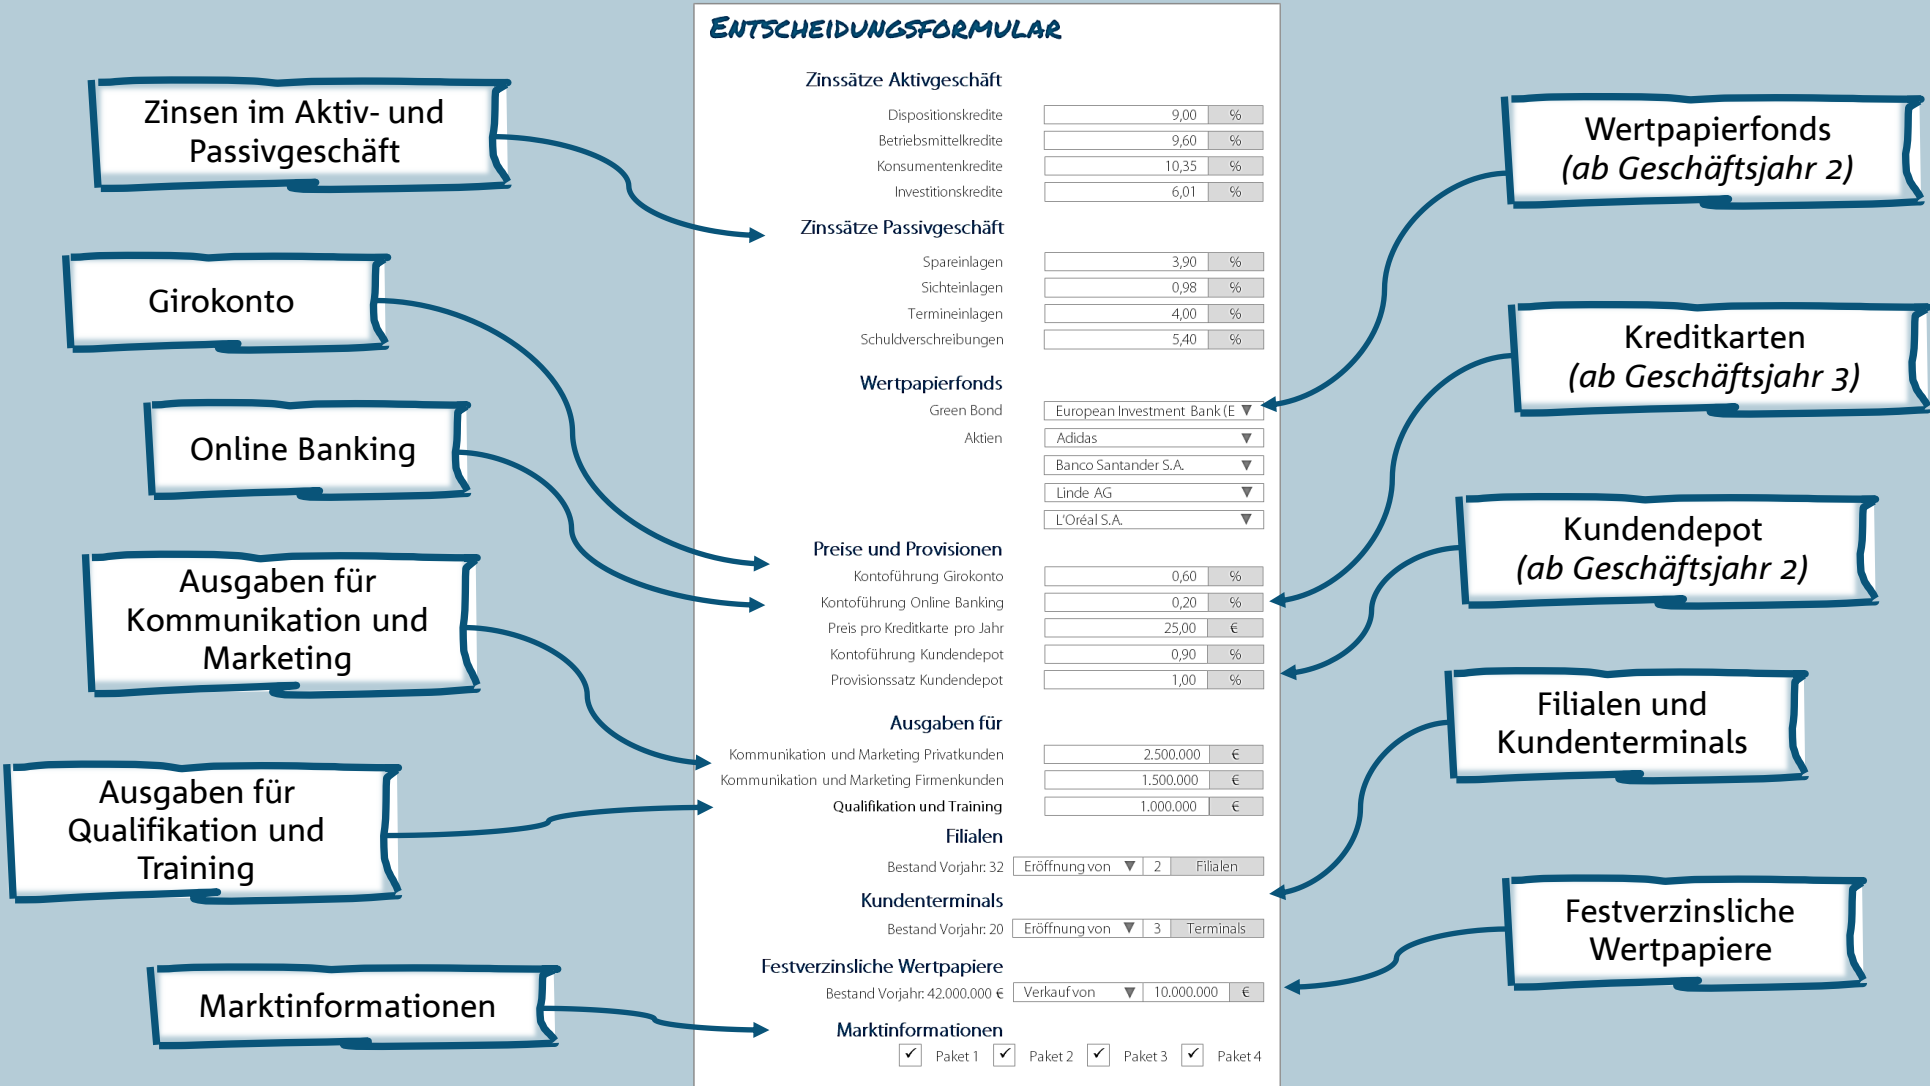 ENTSCHEIDUNGSFORMULAR
Zinssätze Aktivgeschäft
Dispositionskredite 9,00 %
Betriebsmittelkredite 9,60 %
Konsumentenkredite 10,35 %
Investitionskredite 6,01 %
Zinssätze Passivgeschäft
Spareinlagen 3,90 %
Sichteinlagen 0,98 %
Termineinlagen 4,00 %
Schuldverschreibungen 5,40 %
Wertpapierfonds
Green Bond European Investment Bank (E ▼
Aktien Adidas ▼
Banco Santander S.A. ▼
Linde AG ▼
L'Oréal S.A. ▼
Preise und Provisionen
Kontoführung Girokonto 0,60 %
Kontoführung Online Banking 0,20 %
Preis pro Kreditkarte pro Jahr 25,00 €
Kontoführung Kundendepot 0,90 %
Provisionssatz Kundendepot 1,00 %
Ausgaben für
Kommunikation und Marketing Privatkunden 2.500.000 €
Kommunikation und Marketing Firmenkunden 1.500.000 €
Qualifikation und Training 1.000.000 €
Filialen
Bestand Vorjahr: 32 Eröffnung von ▼ 2 Filialen
Kundenterminals
Bestand Vorjahr: 20 Eröffnung von ▼ 3 Terminals
Festverzinsliche Wertpapiere
Bestand Vorjahr: 42.000.000 € Verkauf von ▼ 10.000.000 €
Marktinformationen
✓ Paket 1 ✓ Paket 2 ✓ Paket 3 ✓ Paket 4
Zinsen im Aktiv- und
Passivgeschäft
Girokonto
Online Banking
Ausgaben für
Kommunikation und
Marketing
Ausgaben für
Qualifikation und
Training
Marktinformationen
Wertpapierfonds
(ab Geschäftsjahr 2)
Kreditkarten
(ab Geschäftsjahr 3)
Kundendepot
(ab Geschäftsjahr 2)
Filialen und
Kundenterminals
Festverzinsliche
Wertpapiere